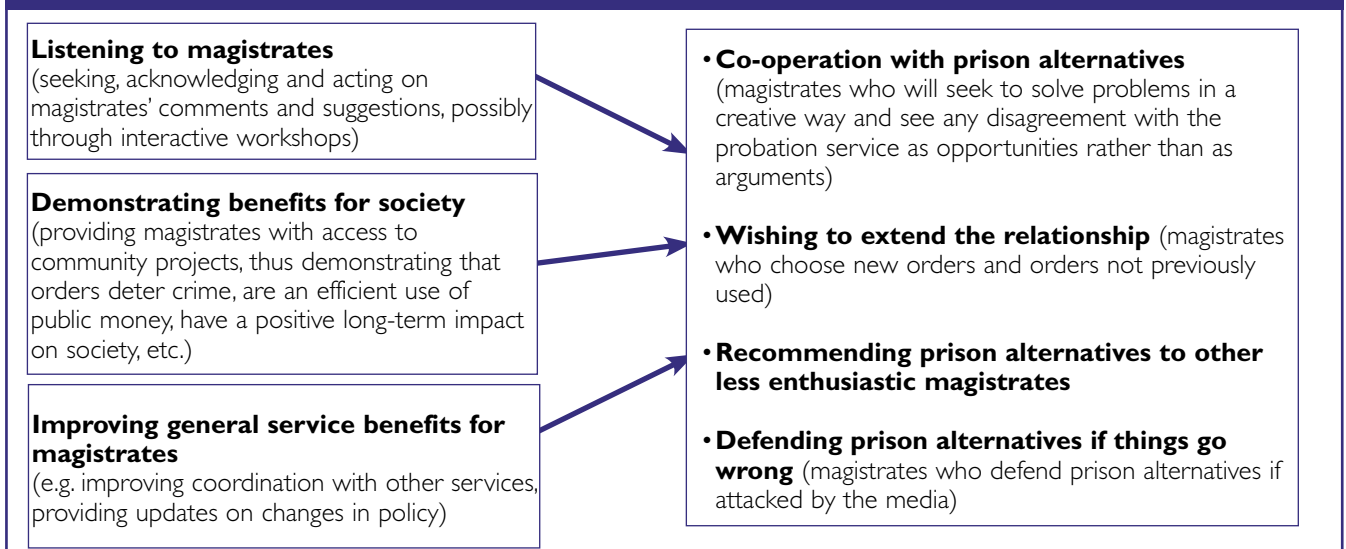 Listening to magistrates
(seeking, acknowledging and acting on
magistrates' comments and suggestions, possibly
through interactive workshops)
Demonstrating benefits for society
(providing magistrates with access to
community projects, thus demonstrating that
orders deter crime, are an efficient use of
public money, have a positive long-term impact
on society, etc.)
Improving general service benefits for
magistrates
(e.g. improving coordination with other services,
providing updates on changes in policy)
• Co-operation with prison alternatives
(magistrates who will seek to solve problems in a
creative way and see any disagreement with the
probation service as opportunities rather than as
arguments)
• Wishing to extend the relationship (magistrates
who choose new orders and orders not previously
used)
• Recommending prison alternatives to other
less enthusiastic magistrates
• Defending prison alternatives if things go
wrong (magistrates who defend prison alternatives if
attacked by the media)